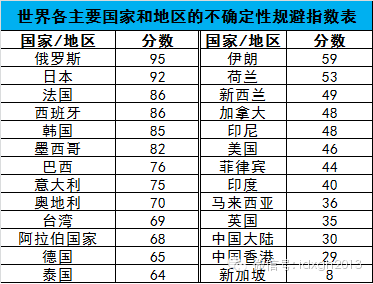 世界各主要国家和地区的不确定性规避指数表
国家/地区 分数 国家/地区 分数
俄罗斯 95 伊朗 59
日本 92 荷兰 53
法国 86 新西兰 49
西班牙 86 加拿大 48
韩国 85 印尼 48
墨西哥 82 美国 46
巴西 76 菲律宾 44
意大利 75 印度 40
奥地利 70 马来西亚 36
台湾 69 英国 35
阿拉伯国家 68 中国大陆 30
德国 65 中国香港 29
泰国 64 新加坡 8